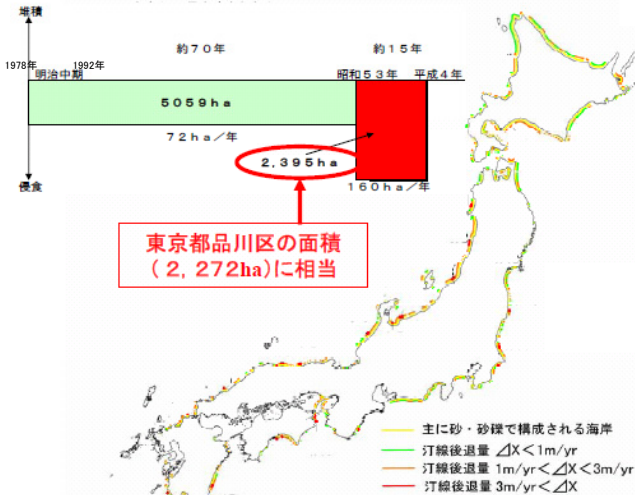 堆積
約70年
約15年
1978年
1992年
明治中期
昭和53年
平成4年
5059ha
72ha/年
2,395ha
160ha/年
侵食
東京都品川区の面積
(2,272ha)に相当
主に砂・砂礫で構成される海岸
汀線後退量 ⊿X<1m/yr
汀線後退量 1m/yr<⊿X<3m/yr
汀線後退量 3m/yr<⊿X